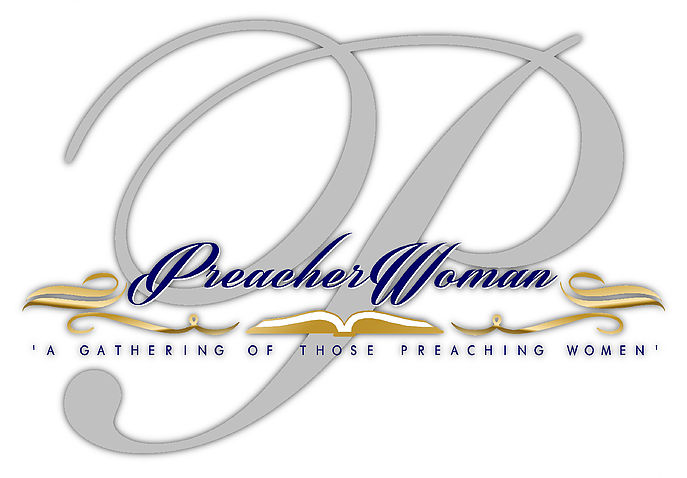 P
PreacherWoman
'A GATHERING OF THOSE PREACHING WOMEN'